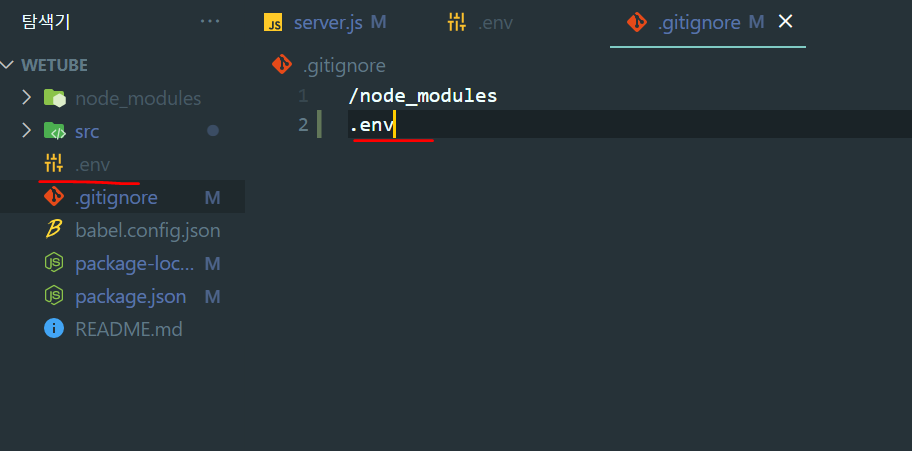 탐색기 ···
server.js M
.env
.gitignore M
WETUBE
node_modules
src
.env
.gitignore M
babel.config.json
package-loc... M
package.json M
README.md
.gitignore
1 /node_modules
2 .env